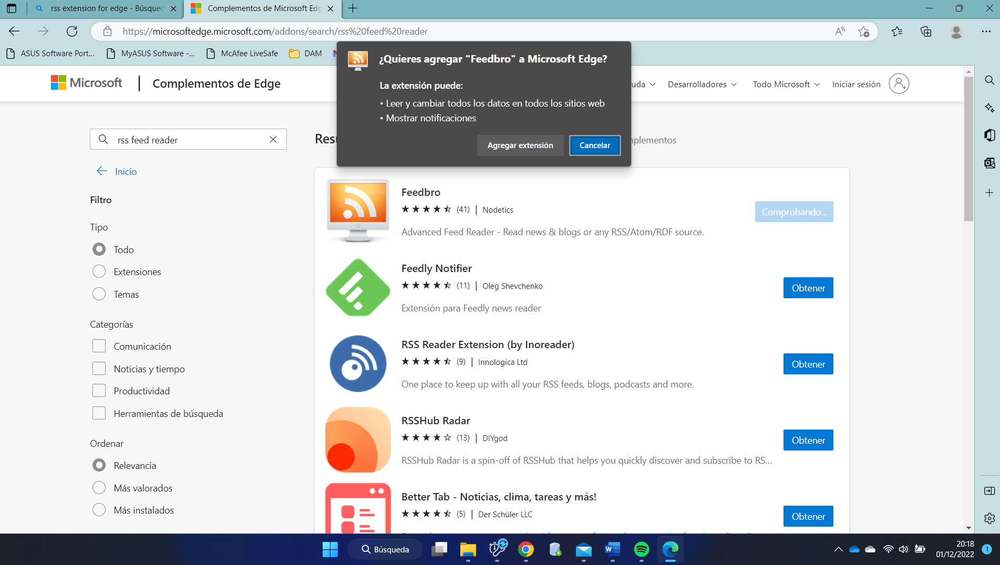 rss extension for edge - Búsqued
Complementos de Microsoft Edg
https://microsoftedge.microsoft.com/addons/search/rss%20feed%20reader
ASUS Software Port...
MyASUS Software -...
McAfee LiveSafe
DAM
¿Quieres agregar "Feedbro" a Microsoft Edge?
La extensión puede:
• Leer y cambiar todos los datos en todos los sitios web
• Mostrar notificaciones
Agregar extensión
Cancelar
Microsoft
Complementos de Edge
uda
Desarrolladores
Todo Microsoft
Iniciar sesión
rss feed reader
Inicio
Filtro
Tipo
Todo
Extensiones
Temas
Categorías
Comunicación
Noticias y tiempo
Productividad
Herramientas de búsqueda
Ordenar
Relevancia
Más valorados
Más instalados
Resu
plementos
Feedbro
(41) | Nodetics
Comprobando...
Advanced Feed Reader - Read news & blogs or any RSS/Atom/RDF source.
Feedly Notifier
(11) | Oleg Shevchenko
Obtener
Extensión para Feedly news reader
RSS Reader Extension (by Inoreader)
(9) | Innologica Ltd
Obtener
One place to keep up with all your RSS feeds, blogs, podcasts and more.
RSSHub Radar
(13) | DIYgod
Obtener
RSSHub Radar is a spin-off of RSSHub that helps you quickly discover and subscribe to RS...
Better Tab - Noticias, clima, tareas y más!
(5) | Der Schüler LLC
Obtener
Búsqueda
20:18
01/12/2022
1